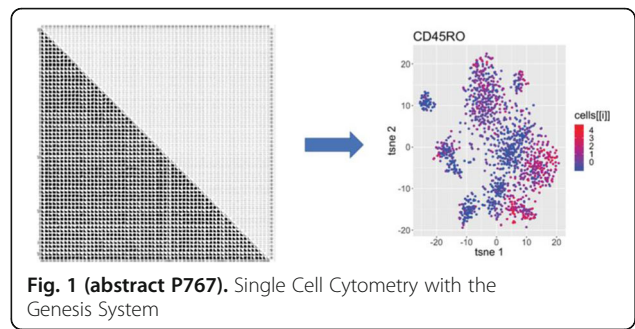 CD45RO
20
10
0
-10
-20
tsne 2
-20
-10
0
10
20
tsne 1
cells[[i]]
4
3
2
1
0
Fig. 1 (abstract P767). Single Cell Cytometry with the
Genesis System